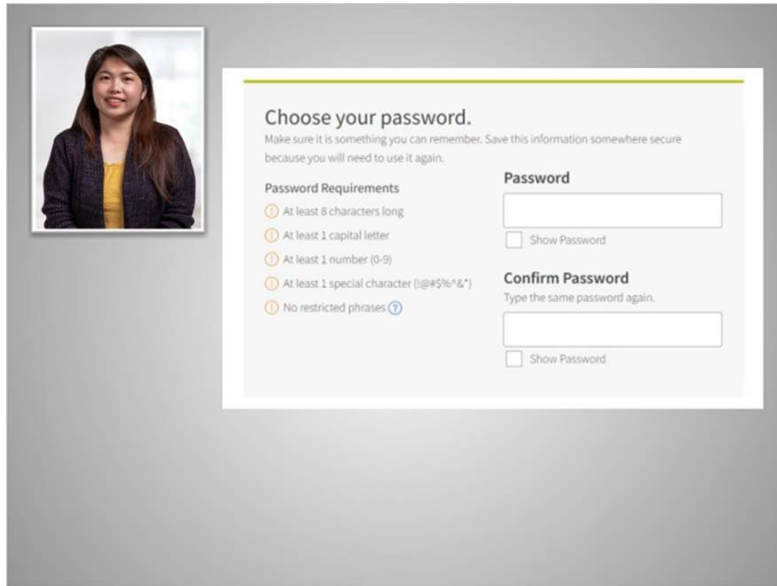 Choose your password.
Make sure it is something you can remember. Save this information somewhere secure
because you will need to use it again.
Password Requirements
At least 8 characters long
At least 1 capital letter
At least 1 number (0-9)
At least 1 special character (!@#$%^&*)
No restricted phrases ?
Password
Show Password
Confirm Password
Type the same password again.
Show Password